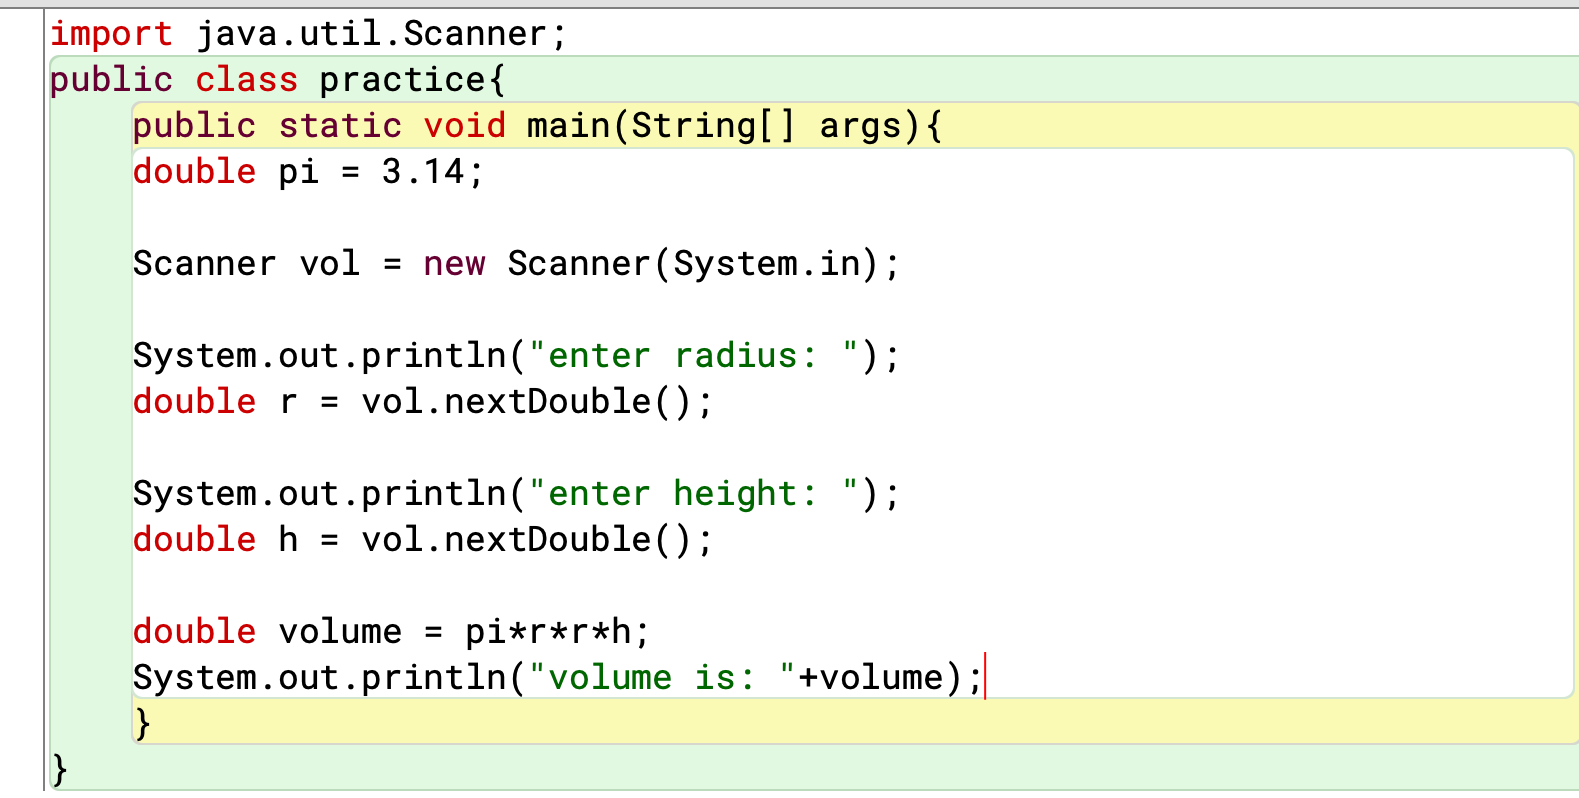 import java.util.Scanner;
public class practice{
public static void main(String[] args){
double pi = 3.14;
Scanner vol = new Scanner(System.in);
System.out.println("enter radius: ");
double r = vol.nextDouble();
System.out.println("enter height: ");
double h = vol.nextDouble();
double volume = pi*r*r*h;
System.out.println("volume is: "+volume);
}
}